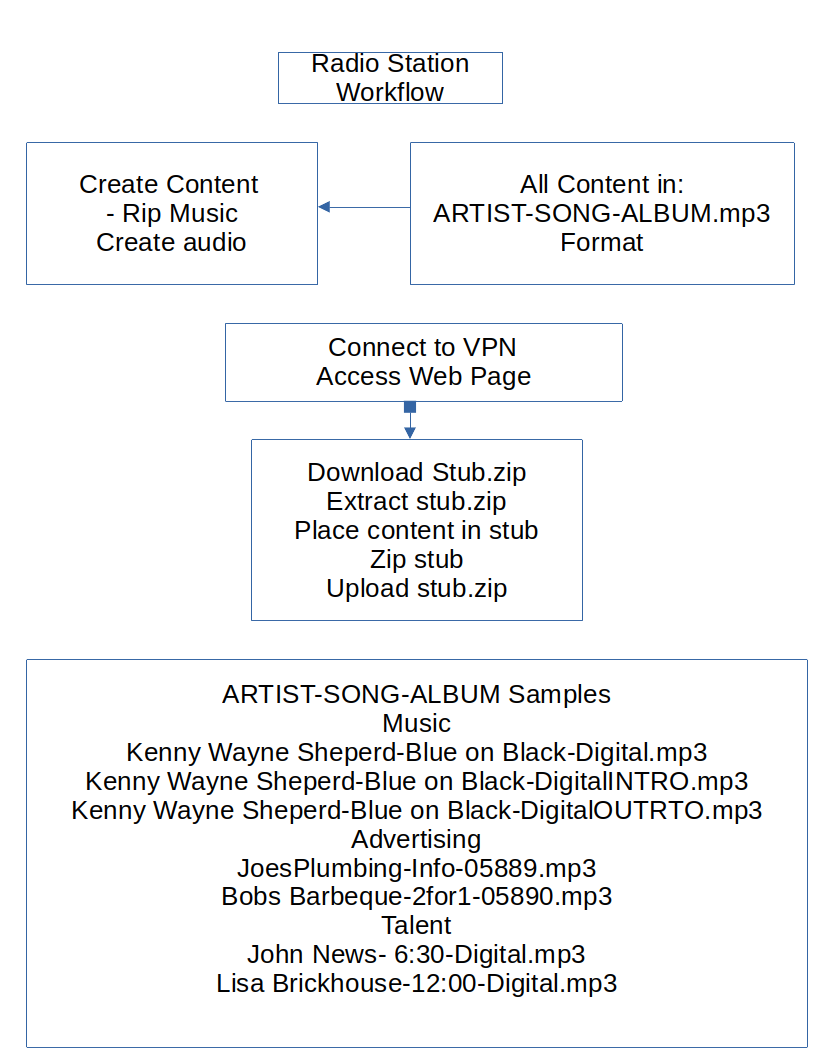 Radio Station
Workflow
Create Content
- Rip Music
Create audio
All Content in:
ARTIST-SONG-ALBUM.mp3
Format
Connect to VPN
Access Web Page
Download Stub.zip
Extract stub.zip
Place content in stub
Zip stub
Upload stub.zip
ARTIST-SONG-ALBUM Samples
Music
Kenny Wayne Sheperd-Blue on Black-Digital.mp3
Kenny Wayne Sheperd-Blue on Black-DigitalINTRO.mp3
Kenny Wayne Sheperd-Blue on Black-DigitalOUTRTO.mp3
Advertising
JoesPlumbing-Info-05889.mp3
Bobs Barbeque-2for1-05890.mp3
Talent
John News- 6:30-Digital.mp3
Lisa Brickhouse-12:00-Digital.mp3